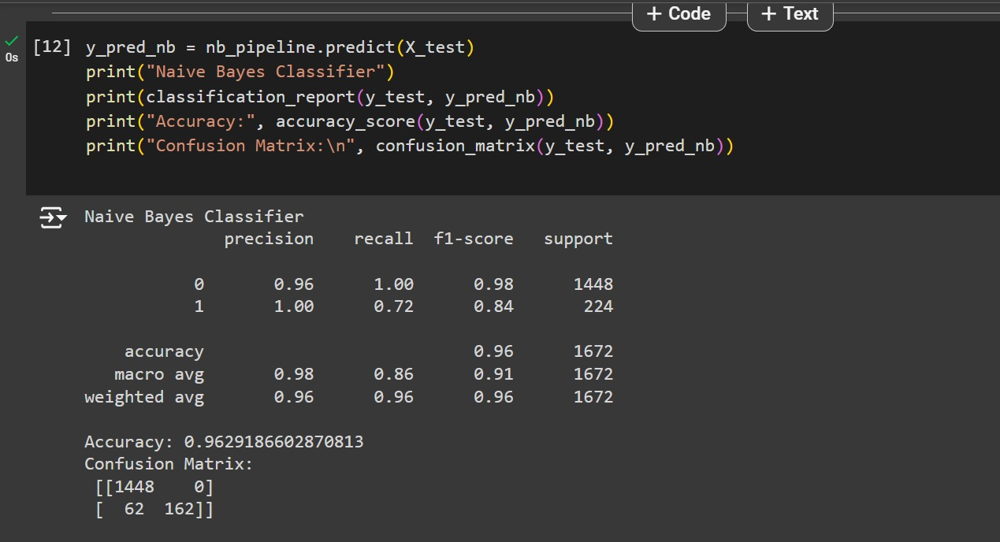 + Code + Text
[12] y_pred_nb = nb_pipeline.predict(X_test)
0s print("Naive Bayes Classifier")
print(classification_report(y_test, y_pred_nb))
print("Accuracy:", accuracy_score(y_test, y_pred_nb))
print("Confusion Matrix:\n", confusion_matrix(y_test, y_pred_nb))
Naive Bayes Classifier
precision recall f1-score support
0 0.96 1.00 0.98 1448
1 1.00 0.72 0.84 224
accuracy 0.96 1672
macro avg 0.98 0.86 0.91 1672
weighted avg 0.96 0.96 0.96 1672
Accuracy: 0.9629186602870813
Confusion Matrix:
[[1448 0]
[ 62 162]]